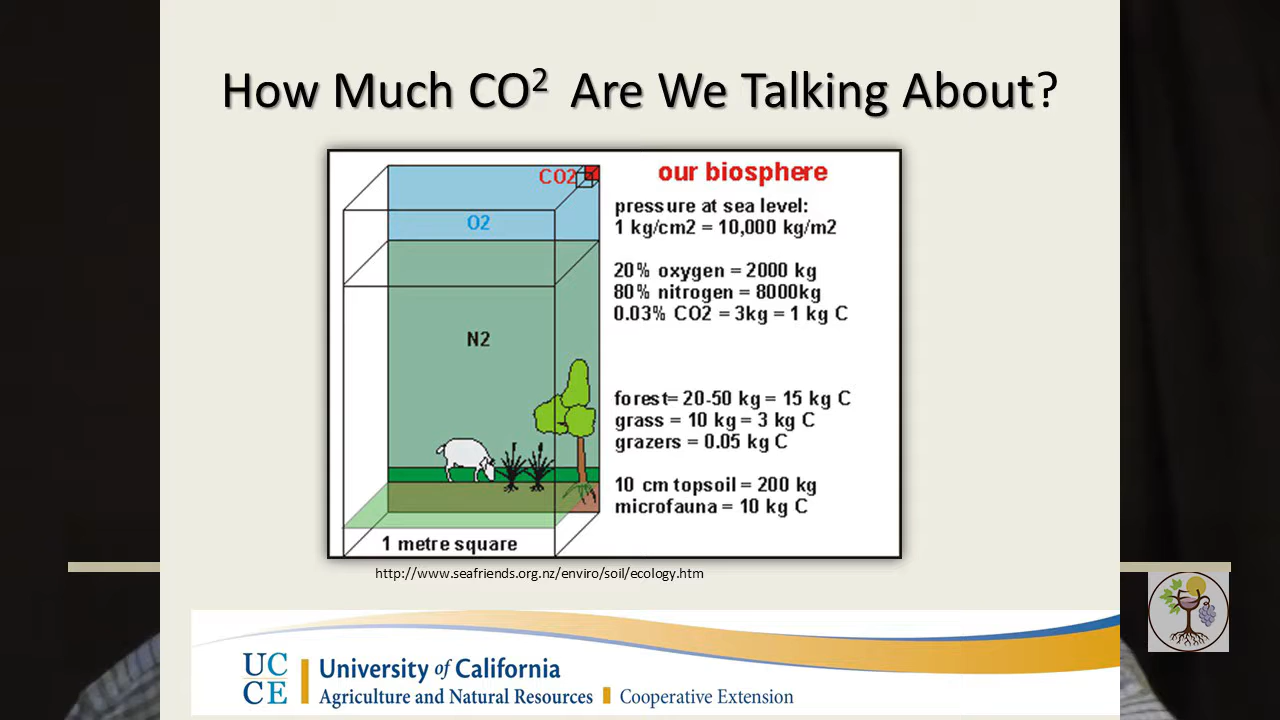 How Much CO² Are We Talking About?
CO2
O2
N2
1 metre square
our biosphere
pressure at sea level:
1 kg/cm2 = 10,000 kg/m2
20% oxygen = 2000 kg
80% nitrogen = 8000kg
0.03% CO2 = 3kg = 1 kg C
forest= 20-50 kg = 15 kg C
grass = 10 kg = 3 kg C
grazers = 0.05 kg C
10 cm topsoil = 200 kg
microfauna = 10 kg C
http://www.seafriends.org.nz/enviro/soil/ecology.htm
UC
CE
University of California
Agriculture and Natural Resources Cooperative Extension